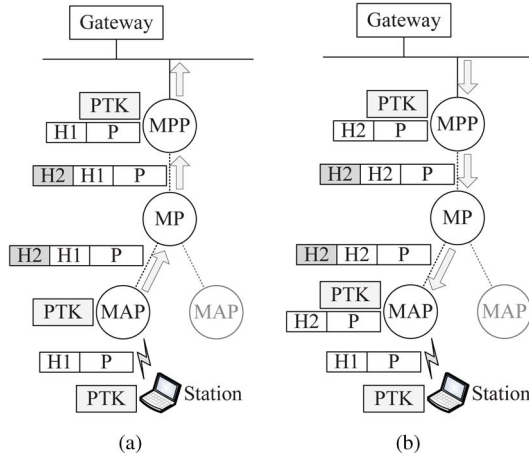 Gateway
PTK
H1 P
MPP
H2 H1 P
MP
H2 H1 P
PTK
MAP
MAP
H1 P
PTK
Station
(a)
Gateway
PTK
H2 P
MPP
H2 H2 P
MP
H2 H2 P
PTK
H2 P
MAP
MAP
H1 P
PTK
Station
(b)